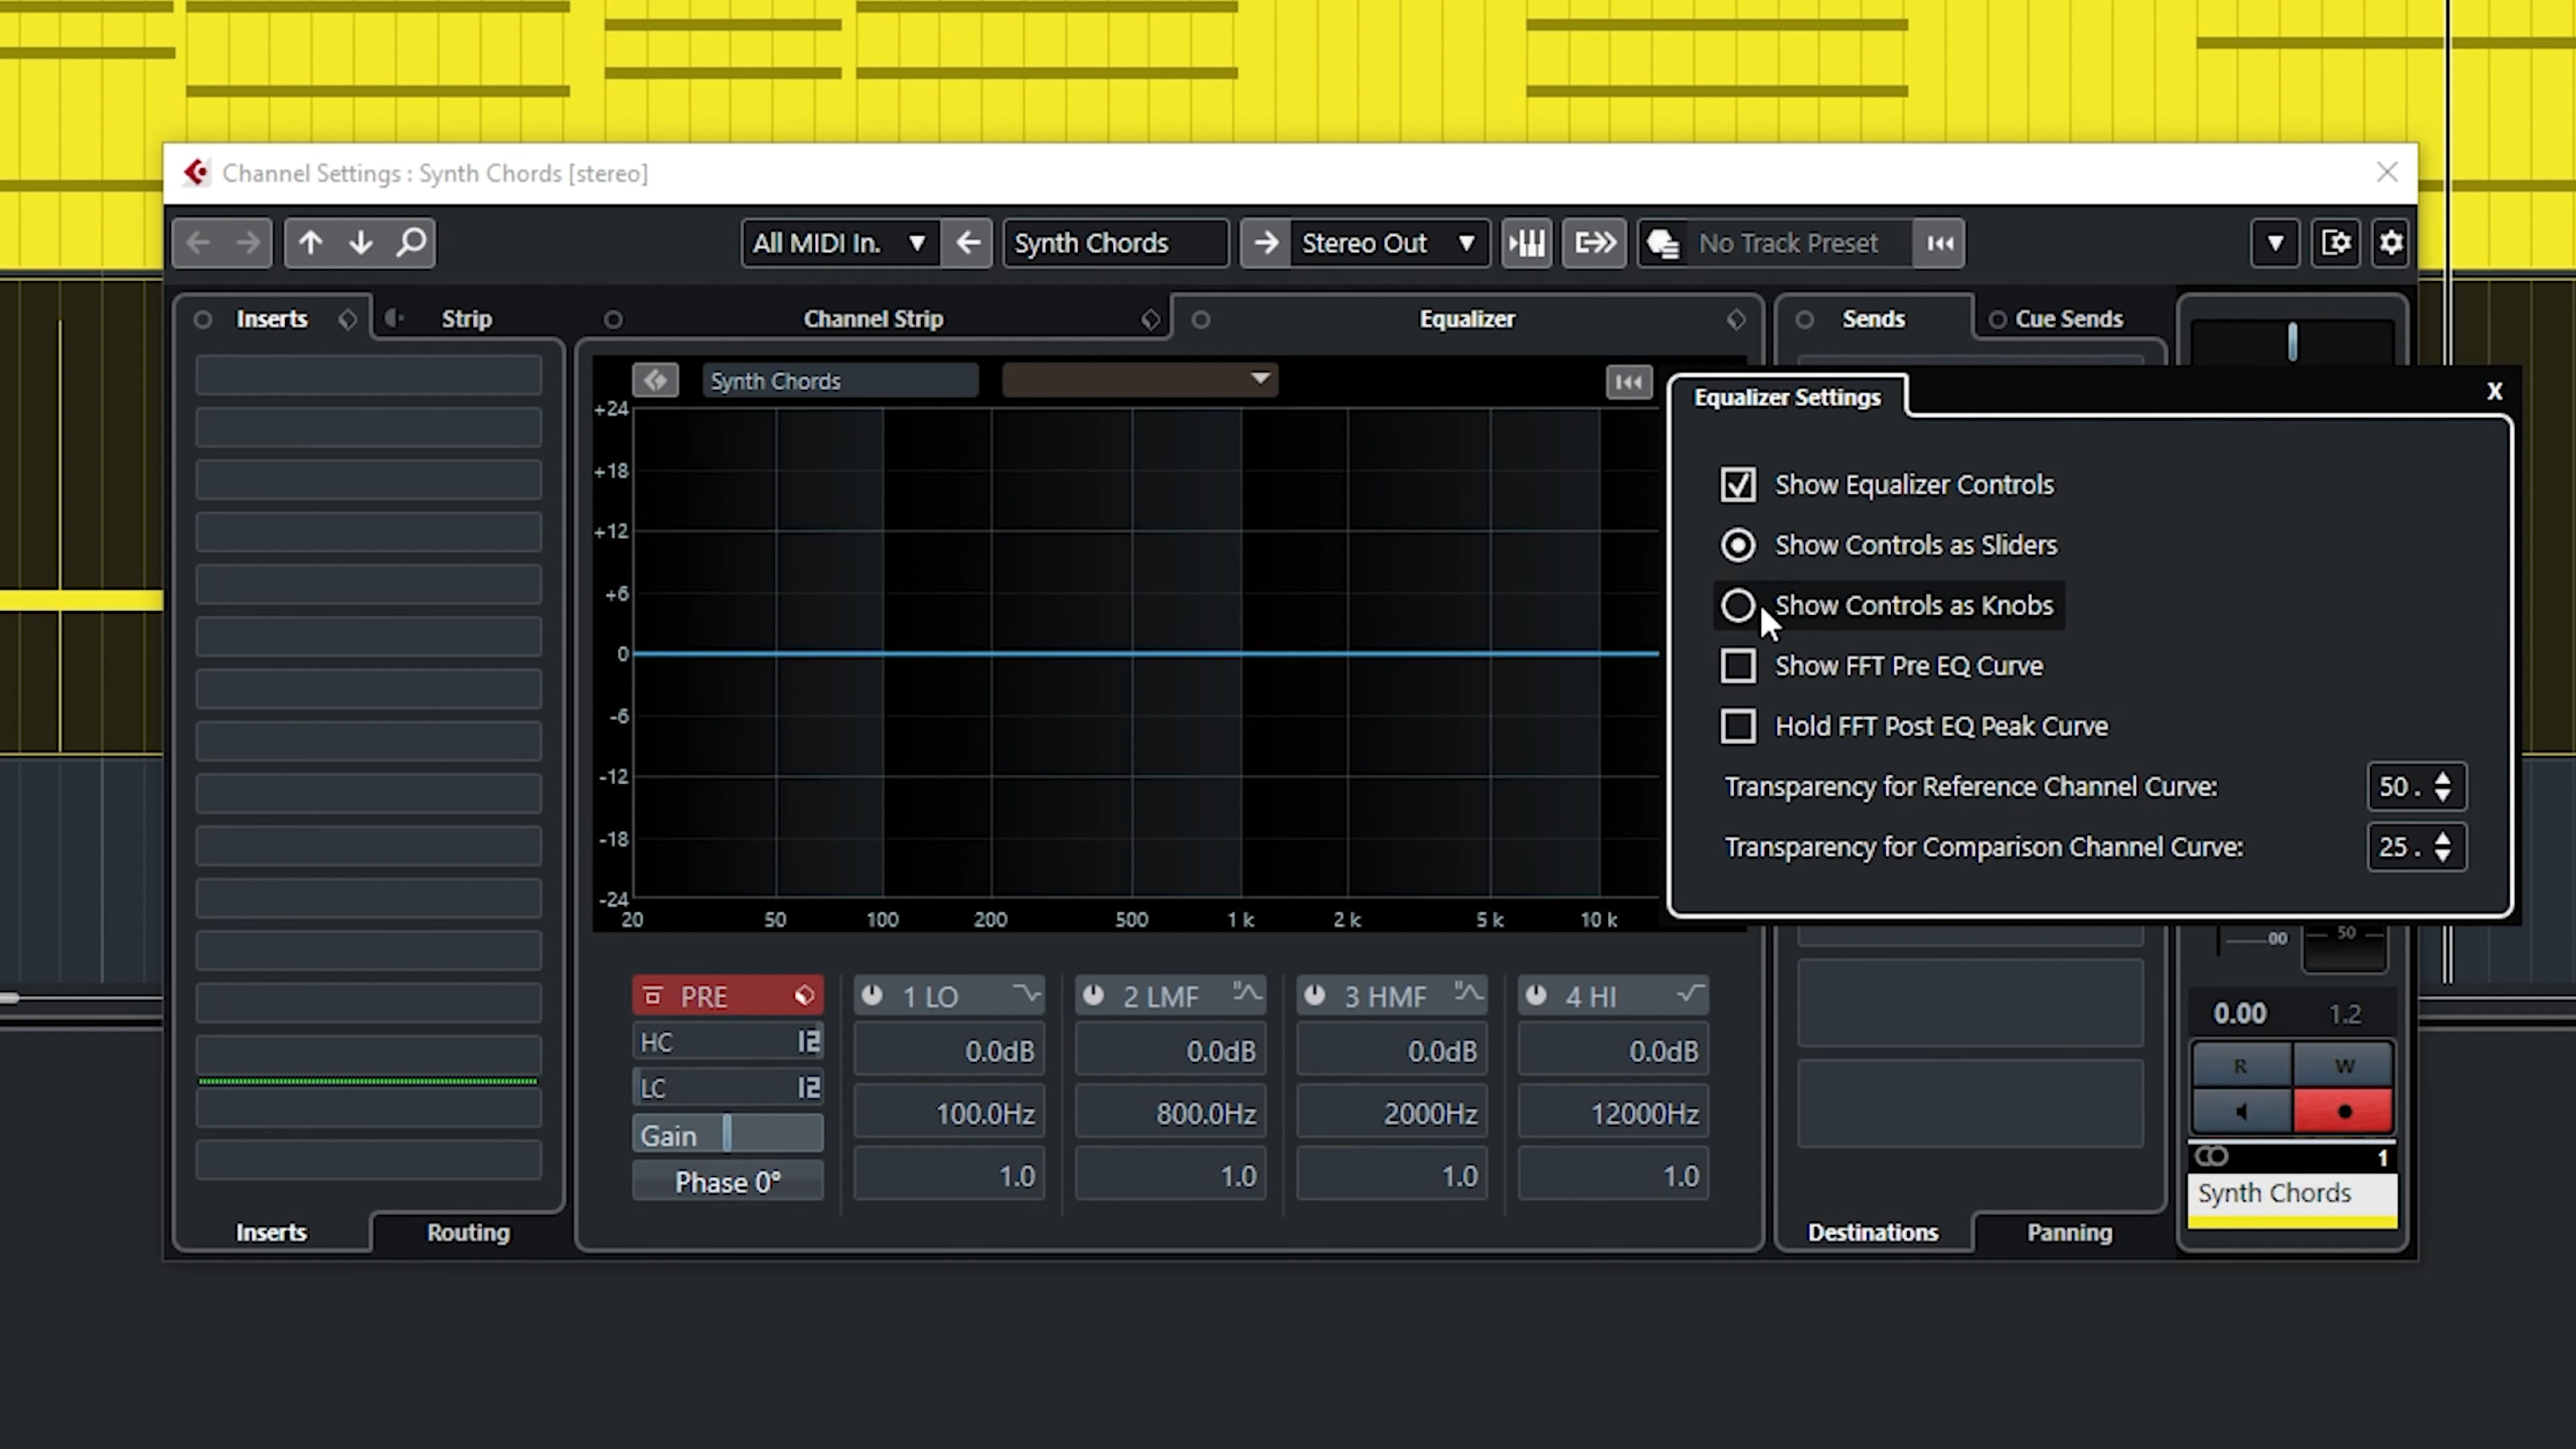 Channel Settings : Synth Chords [stereo]
All MIDI In.
Synth Chords
Stereo Out
No Track Preset
Inserts
Strip
Channel Strip
Equalizer
Sends
Cue Sends
Synth Chords
Equalizer Settings
X
Show Equalizer Controls
Show Controls as Sliders
Show Controls as Knobs
Show FFT Pre EQ Curve
Hold FFT Post EQ Peak Curve
Transparency for Reference Channel Curve: 50 .
Transparency for Comparison Channel Curve: 25 .
+24
+18
+12
+6
0
-6
-12
-18
-24
20 50 100 200 500 1 k 2 k 5 k 10 k
00 50
PRE 1 LO 2 LMF 3 HMF 4 HI
HC 12 0.0dB 0.0dB 0.0dB 0.0dB
LC 12 100.0Hz 800.0Hz 2000Hz 12000Hz
Gain
Phase 0° 1.0 1.0 1.0 1.0
0.00 1.2
R W
1
Synth Chords
Inserts
Routing
Destinations
Panning